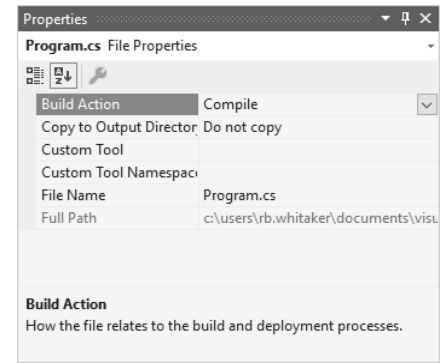 Properties
Program.cs File Properties
Build Action Compile
Copy to Output Director Do not copy
Custom Tool
Custom Tool Namespac
File Name Program.cs
Full Path c:\users\rb.whitaker\documents\visu
Build Action
How the file relates to the build and deployment processes.